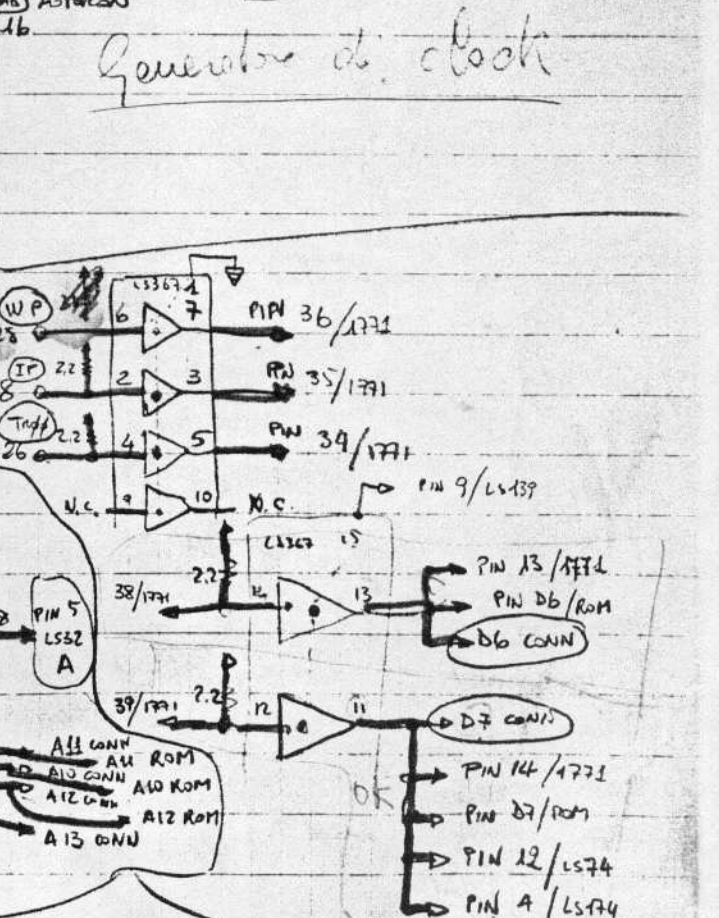 16
Generatore di clock
LS367 1
WP 6 7 PIN 36/1771
IP 2.2 2 3 PIN 35/1771
26 2.2 4 5 PIN 34/1771
N.C. 9 10 N.C.
PIN 9/LS139
LS367 15
38/1771 2.2 14 13
PIN 13/1771
PIN D6/ROM
D6 CONN
PIN 5
LS32
A
39/1771 2.2 12 11
D7 CONN
PIN 14/1771
PIN D7/ROM
PIN 12/LS74
PIN 4/LS174
OK
A11 CONN
A11 ROM
A10 CONN
A10 ROM
A12 CONN
A12 ROM
A13 CONN